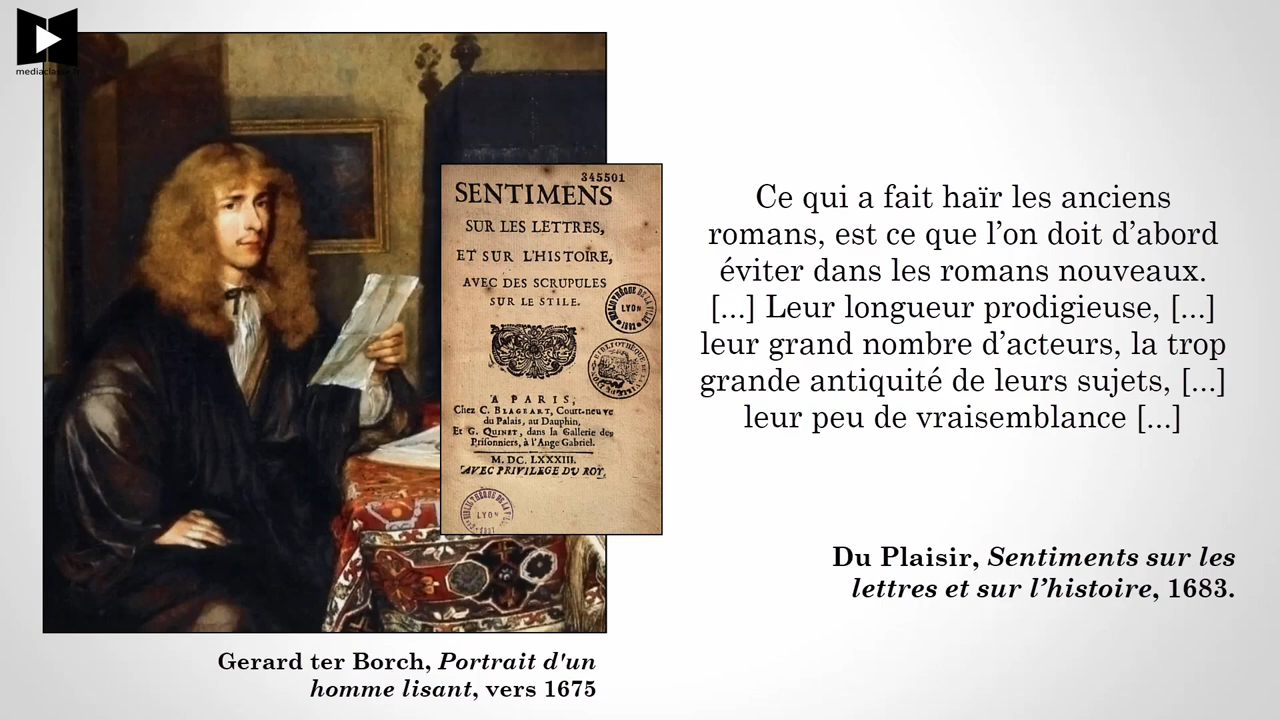 mediaclasse
345501
SENTIMENS
SUR LES LETTRES,
ET SUR L'HISTOIRE,
AVEC DES SCRUPULES
SUR LE STILE.
BIBLIOTHEQUE DE LA VILLE
LYON
A PARIS,
Chez C. BLAGEART, Court-neuve
du Palais, au Dauphin,
Et G. QUINET, dans la Gallerie des
Prisonniers, à l'Ange Gabriel.
M. DC. LXXXIII.
AVEC PRIVILEGE DU ROY.
LYON
Ce qui a fait haïr les anciens
romans, est ce que l’on doit d’abord
éviter dans les romans nouveaux.
[...] Leur longueur prodigieuse, [...]
leur grand nombre d’acteurs, la trop
grande antiquité de leurs sujets, [...]
leur peu de vraisemblance [...]
Du Plaisir, Sentiments sur les
lettres et sur l’histoire, 1683.
Gerard ter Borch, Portrait d'un
homme lisant, vers 1675